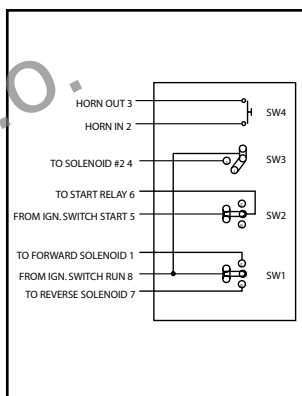 O.
HORN OUT 3
SW4
HORN IN 2
SW3
TO SOLENOID #2 4
TO START RELAY 6
FROM IGN. SWITCH START 5
SW2
TO FORWARD SOLENOID 1
FROM IGN. SWITCH RUN 8
SW1
TO REVERSE SOLENOID 7